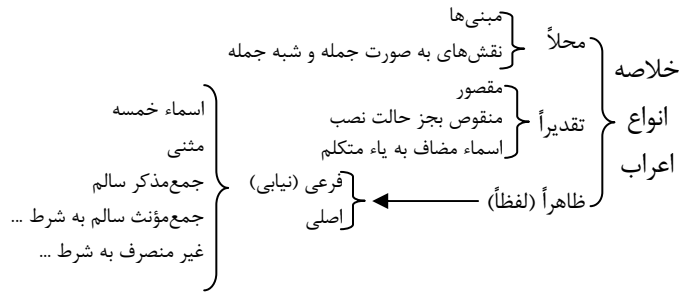 خلاصه
انواع
اعراب
محلاً
مبنی‌ها
نقش‌های به صورت جمله و شبه جمله
تقدیراً
مقصور
منقوص بجز حالت نصب
اسماء مضاف به یاء متکلم
ظاهراً (لفظاً)
فرعی (نیابی)
اصلی
اسماء خمسه
مثنی
جمع‌مذکر سالم
جمع‌مؤنث سالم به شرط ...
غیر منصرف به شرط ...